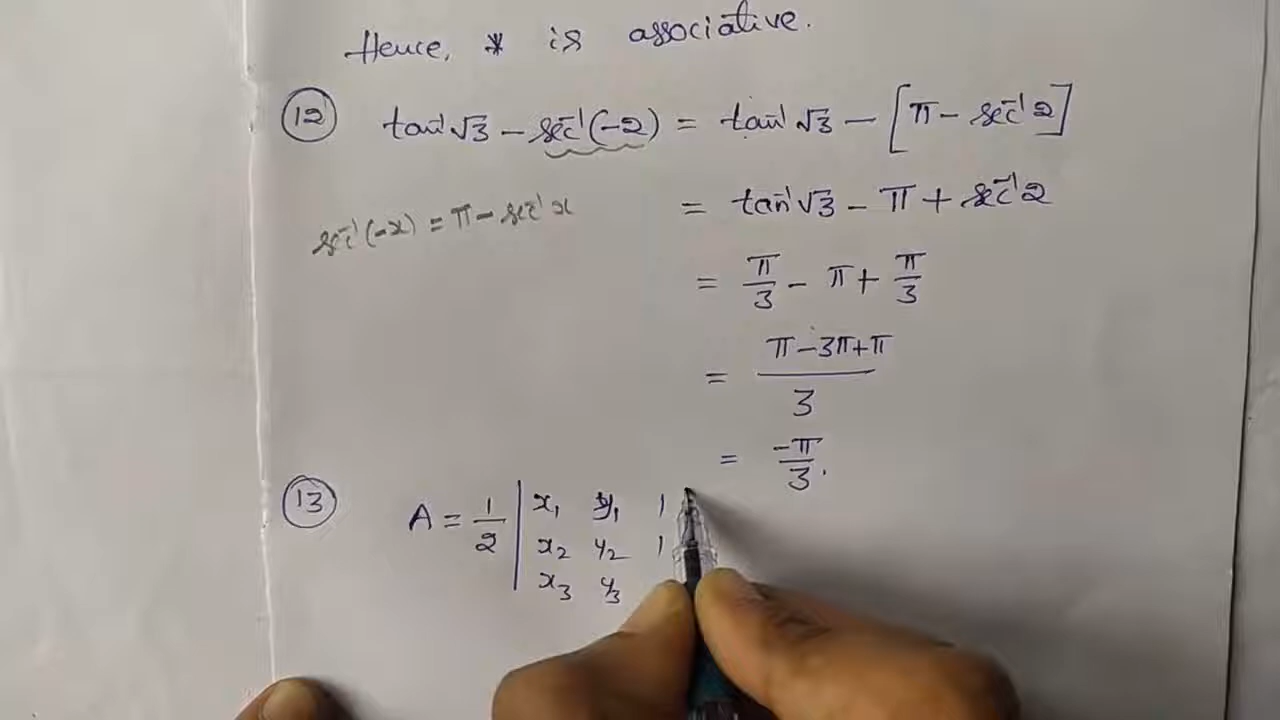 Hence, * is associative.
(12) tan⁻¹√3 – sec⁻¹(-2) = tan⁻¹√3 – [π – sec⁻¹2]
= tan⁻¹√3 – π + sec⁻¹2
sec⁻¹(-x) = π – sec⁻¹x
= π/3 – π + π/3
= (π – 3π + π)/3
= -π/3.
(13) A = 1/2 | x₁ y₁ 1
x₂ y₂ 1
x₃ y₃